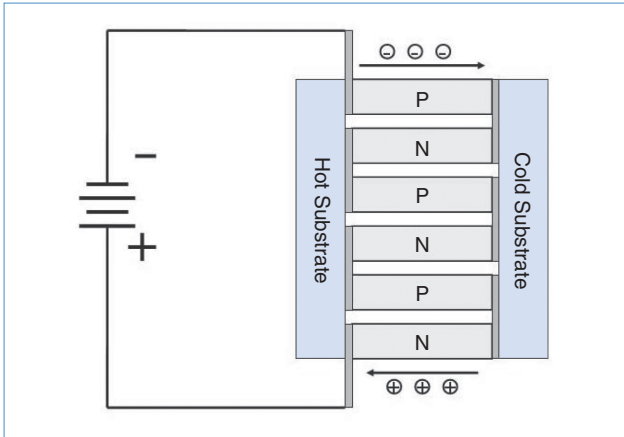 ⊖ ⊖ ⊖
P
N
P
N
P
N
Hot Substrate
Cold Substrate
-
+
⊕ ⊕ ⊕